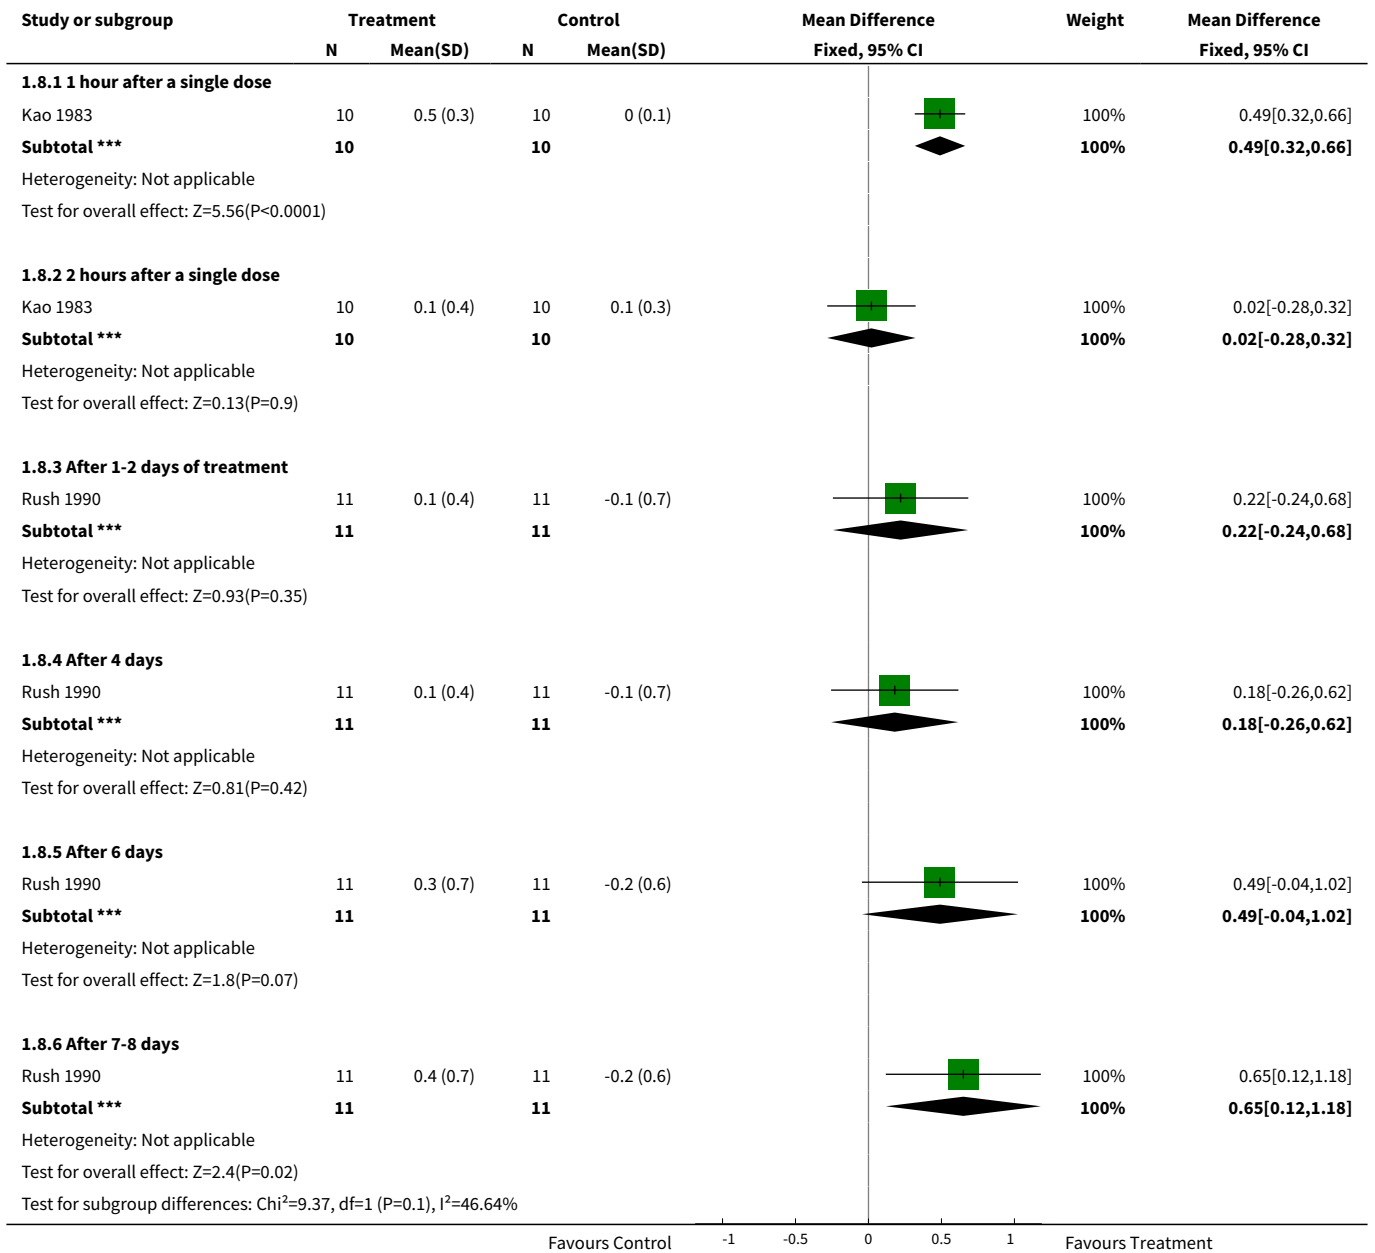 Study or subgroup Treatment Control Mean Difference Weight Mean Difference
N Mean(SD) N Mean(SD) Fixed, 95% CI Fixed, 95% CI
1.8.1 1 hour after a single dose
Kao 1983 10 0.5 (0.3) 10 0 (0.1) 100% 0.49[0.32,0.66]
Subtotal *** 10 10 100% 0.49[0.32,0.66]
Heterogeneity: Not applicable
Test for overall effect: Z=5.56(P<0.0001)
1.8.2 2 hours after a single dose
Kao 1983 10 0.1 (0.4) 10 0.1 (0.3) 100% 0.02[-0.28,0.32]
Subtotal *** 10 10 100% 0.02[-0.28,0.32]
Heterogeneity: Not applicable
Test for overall effect: Z=0.13(P=0.9)
1.8.3 After 1-2 days of treatment
Rush 1990 11 0.1 (0.4) 11 -0.1 (0.7) 100% 0.22[-0.24,0.68]
Subtotal *** 11 11 100% 0.22[-0.24,0.68]
Heterogeneity: Not applicable
Test for overall effect: Z=0.93(P=0.35)
1.8.4 After 4 days
Rush 1990 11 0.1 (0.4) 11 -0.1 (0.7) 100% 0.18[-0.26,0.62]
Subtotal *** 11 11 100% 0.18[-0.26,0.62]
Heterogeneity: Not applicable
Test for overall effect: Z=0.81(P=0.42)
1.8.5 After 6 days
Rush 1990 11 0.3 (0.7) 11 -0.2 (0.6) 100% 0.49[-0.04,1.02]
Subtotal *** 11 11 100% 0.49[-0.04,1.02]
Heterogeneity: Not applicable
Test for overall effect: Z=1.8(P=0.07)
1.8.6 After 7-8 days
Rush 1990 11 0.4 (0.7) 11 -0.2 (0.6) 100% 0.65[0.12,1.18]
Subtotal *** 11 11 100% 0.65[0.12,1.18]
Heterogeneity: Not applicable
Test for overall effect: Z=2.4(P=0.02)
Test for subgroup differences: Chi²=9.37, df=1 (P=0.1), I²=46.64%
Favours Control -1 -0.5 0 0.5 1 Favours Treatment